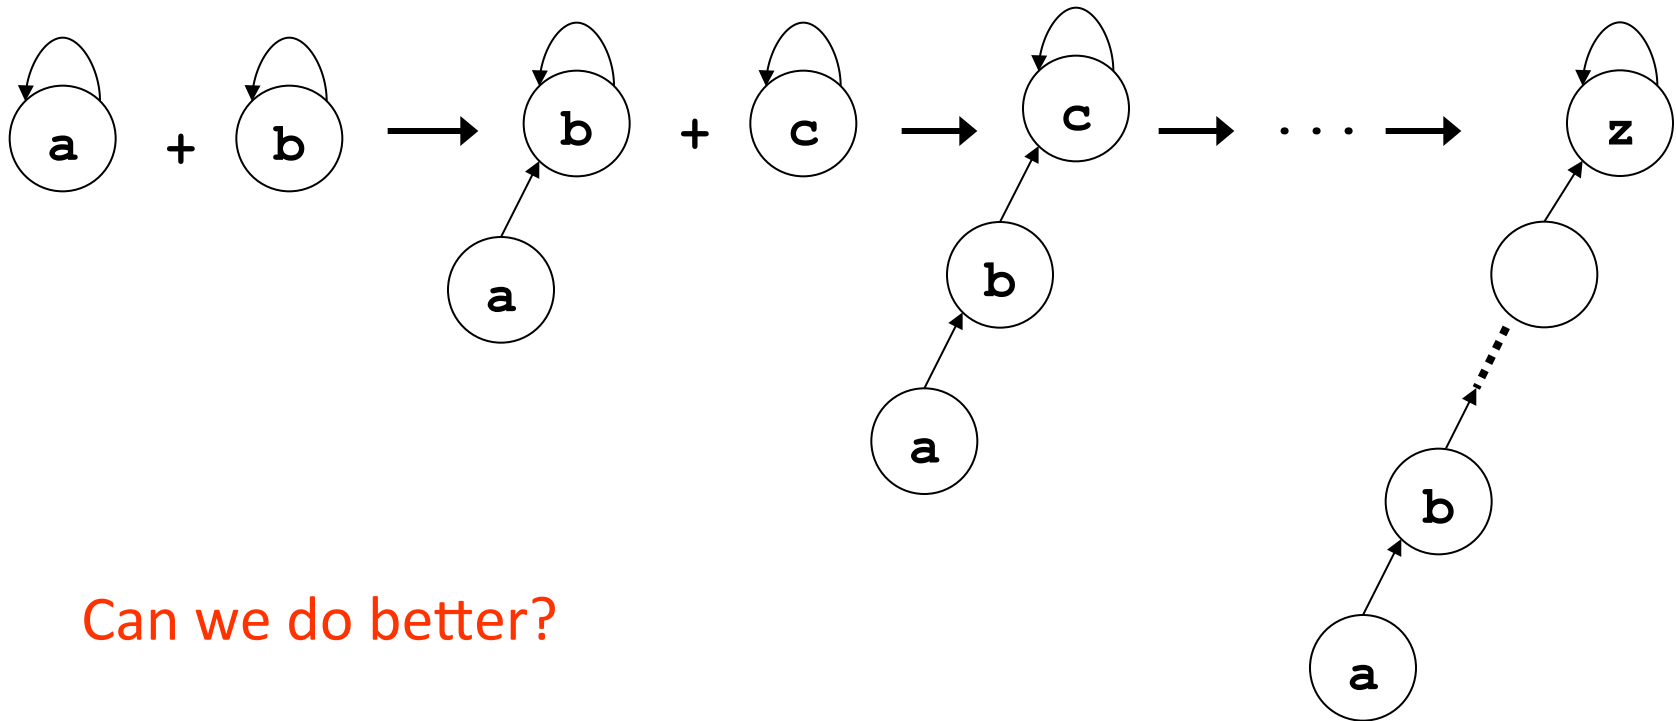 a + b b + c c . . . z
a b
b
a
b
a
Can we do better?